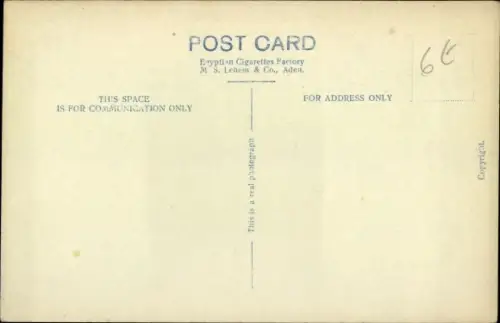 POST CARD
Egyptian Cigarettes Factory
M. S. Lehem & Co., Aden.
THIS SPACE
IS FOR COMMUNICATION ONLY
FOR ADDRESS ONLY
This is a real photograph
Copyright.
6€